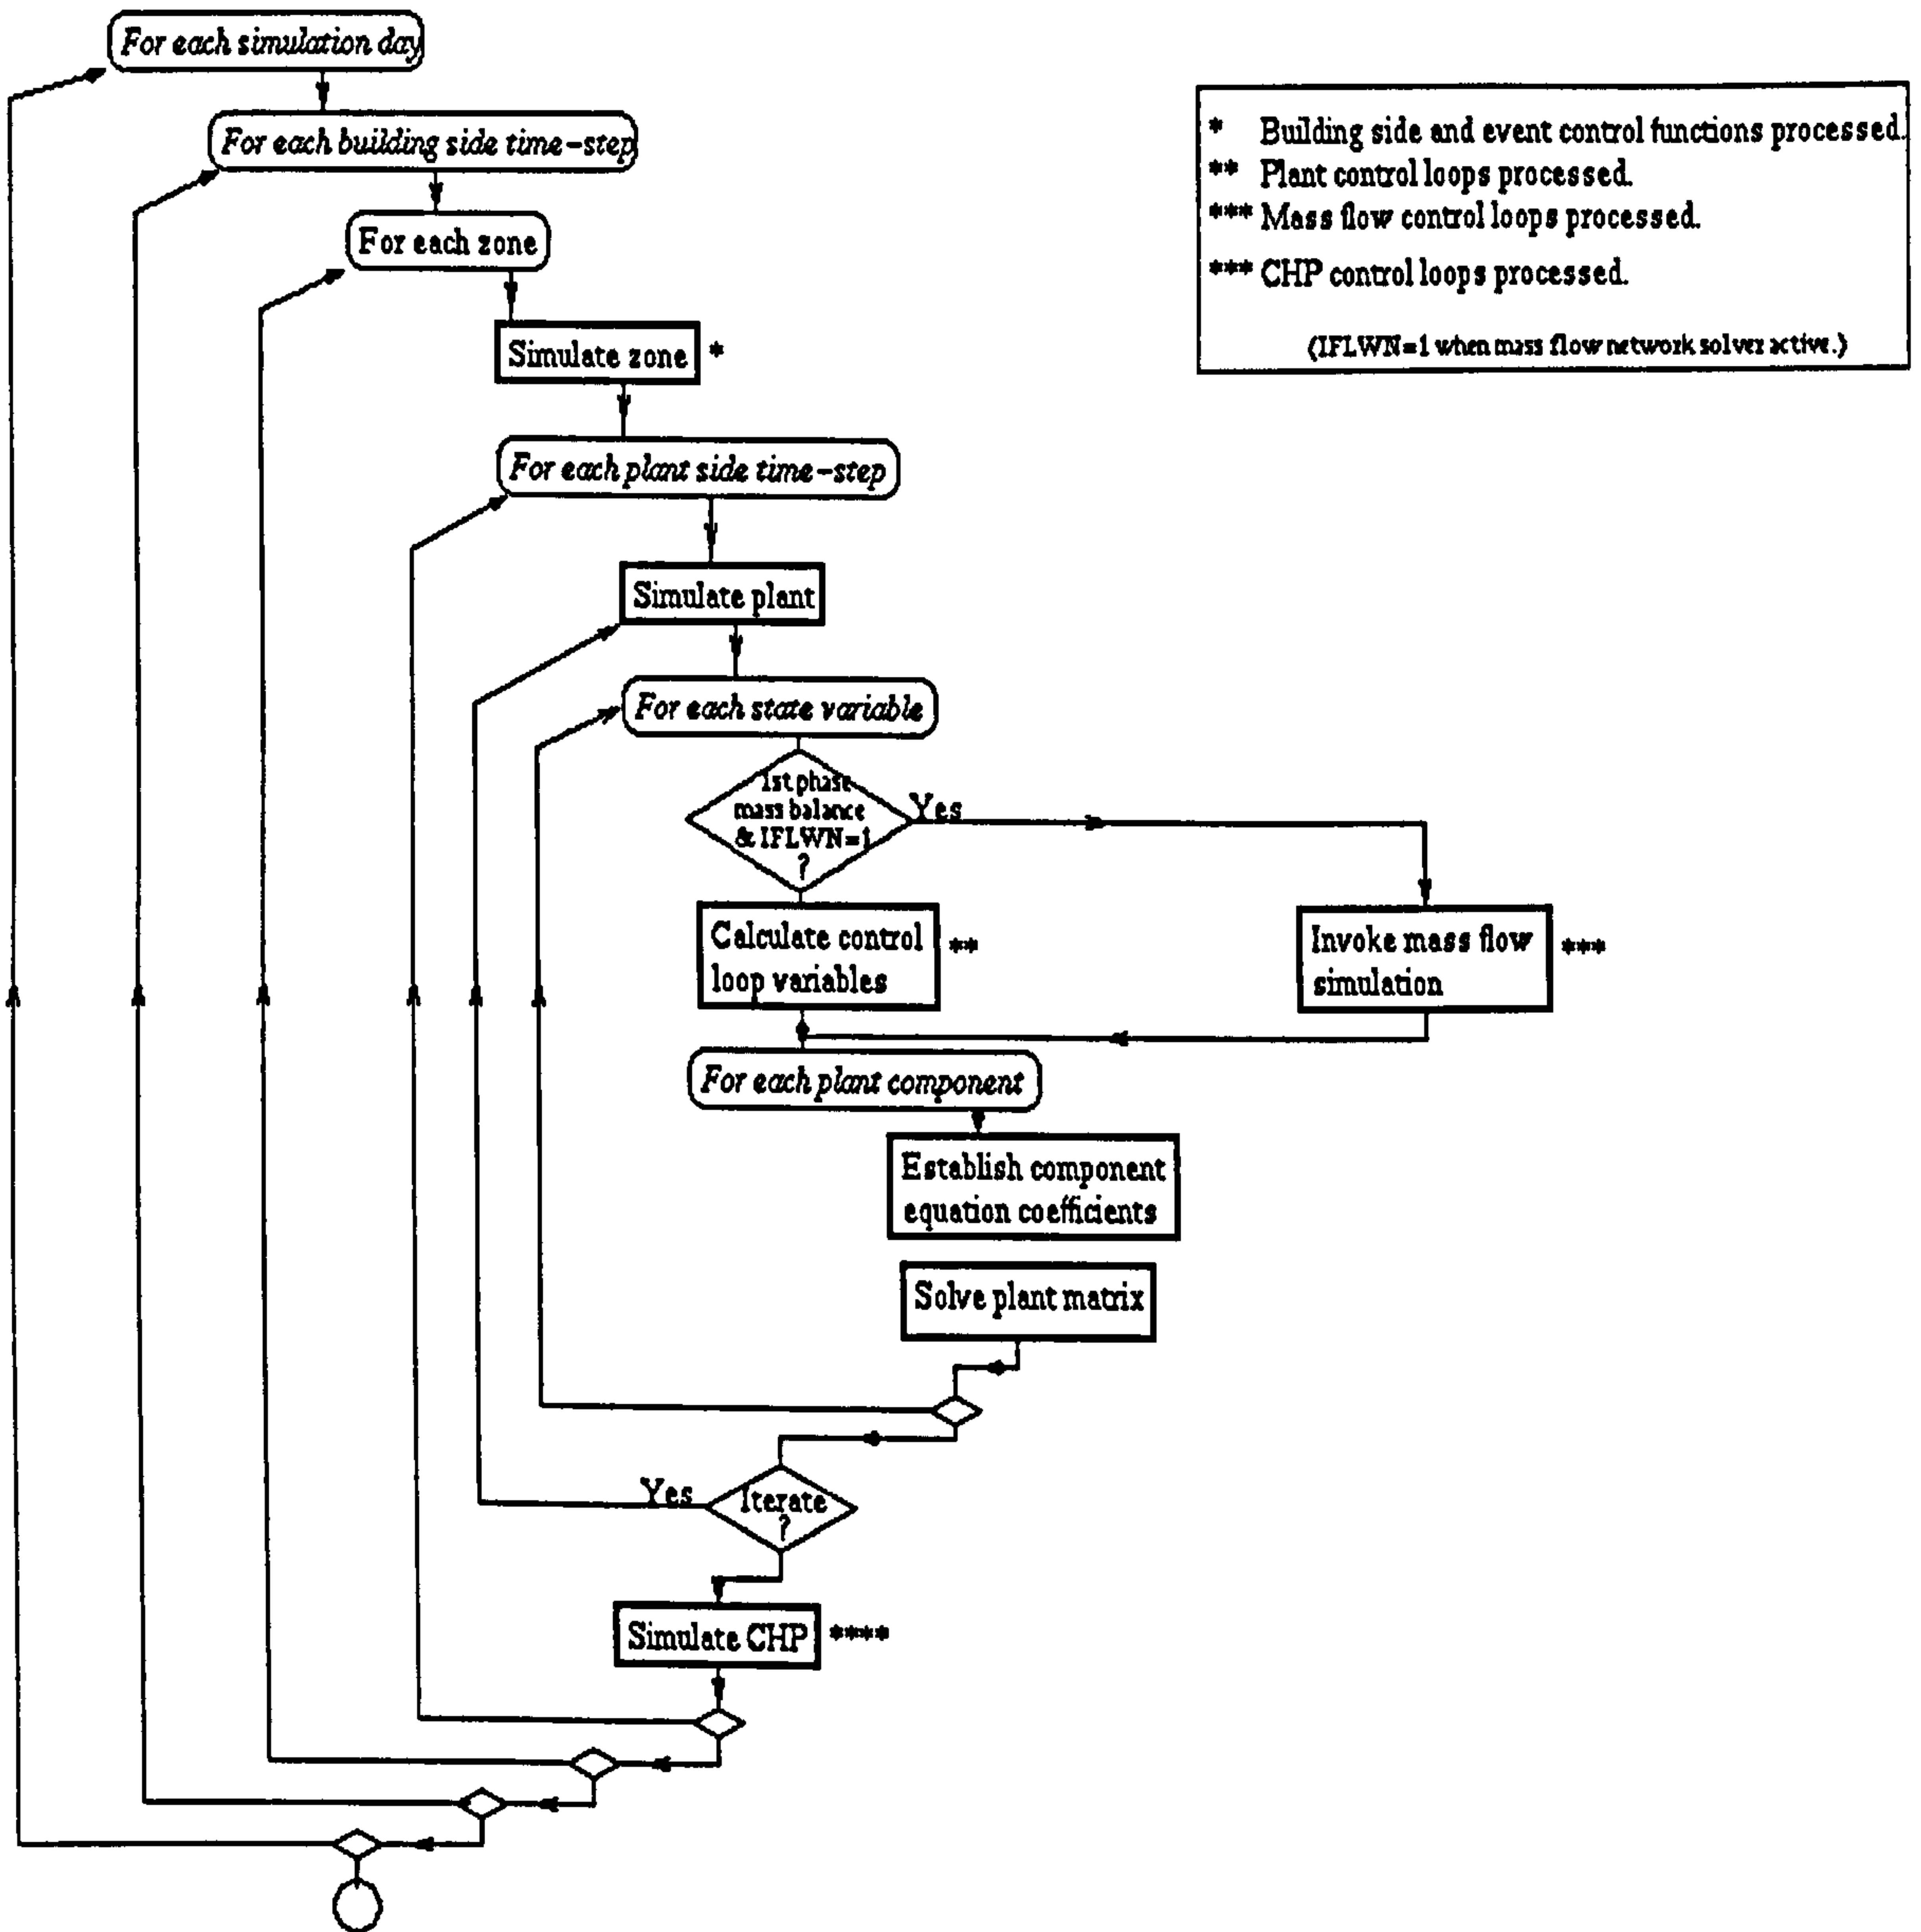 For each simulation day
For each building side time-step
For each zone
Simulate zone *
For each plant side time-step
Simulate plant
For each state variable
1st phase
mass balance
& IFLWN=1
?
Yes
Calculate control
loop variables
**
Invoke mass flow
simulation
***
For each plant component
Establish component
equation coefficients
Solve plant matrix
Yes
Iterate
?
Simulate CHP ****
* Building side and event control functions processed.
** Plant control loops processed.
*** Mass flow control loops processed.
*** CHP control loops processed.
(IFLWN=1 when mass flow network solver active.)